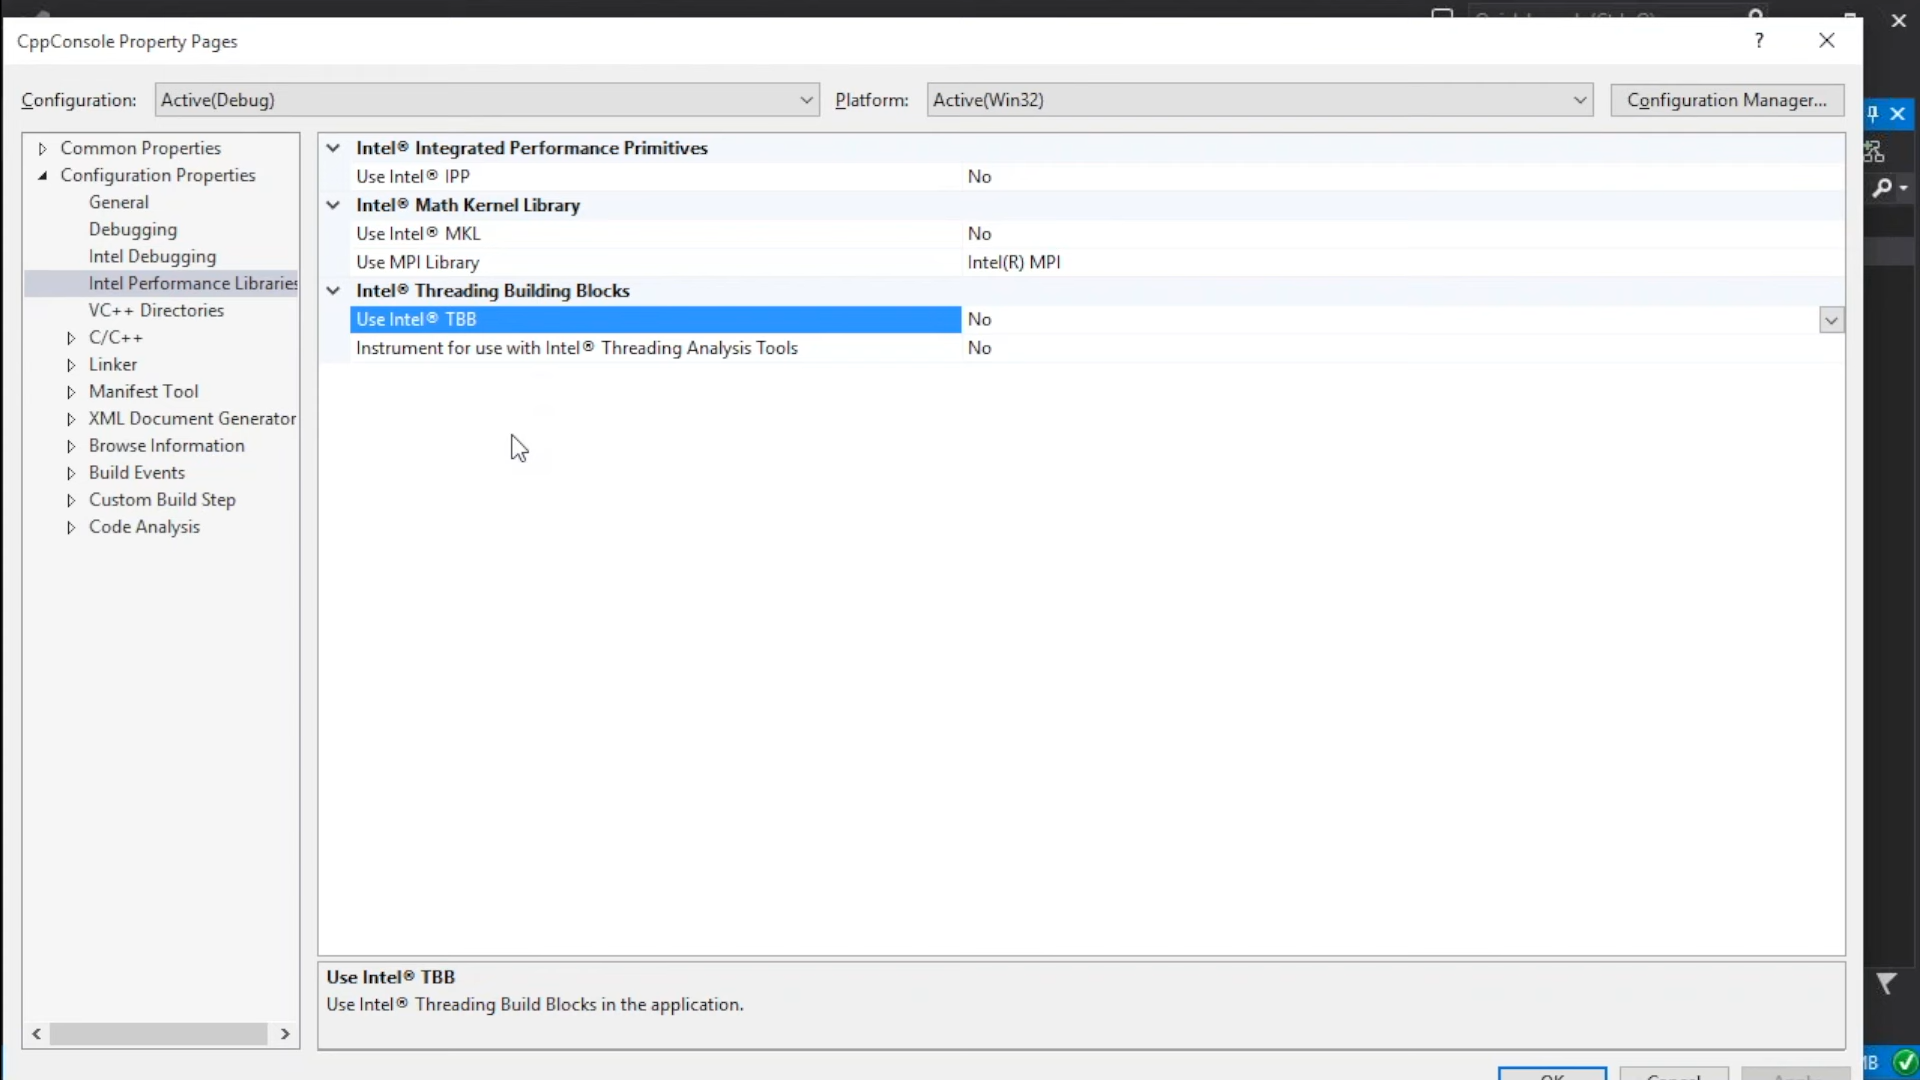 CppConsole Property Pages
?
Configuration: Active(Debug) Platform: Active(Win32) Configuration Manager...
Common Properties
Configuration Properties
General
Debugging
Intel Debugging
Intel Performance Libraries
VC++ Directories
C/C++
Linker
Manifest Tool
XML Document Generator
Browse Information
Build Events
Custom Build Step
Code Analysis
Intel® Integrated Performance Primitives
Use Intel® IPP No
Intel® Math Kernel Library
Use Intel® MKL No
Use MPI Library Intel(R) MPI
Intel® Threading Building Blocks
Use Intel® TBB No
Instrument for use with Intel® Threading Analysis Tools No
Use Intel® TBB
Use Intel® Threading Build Blocks in the application.
MB
OK Cancel